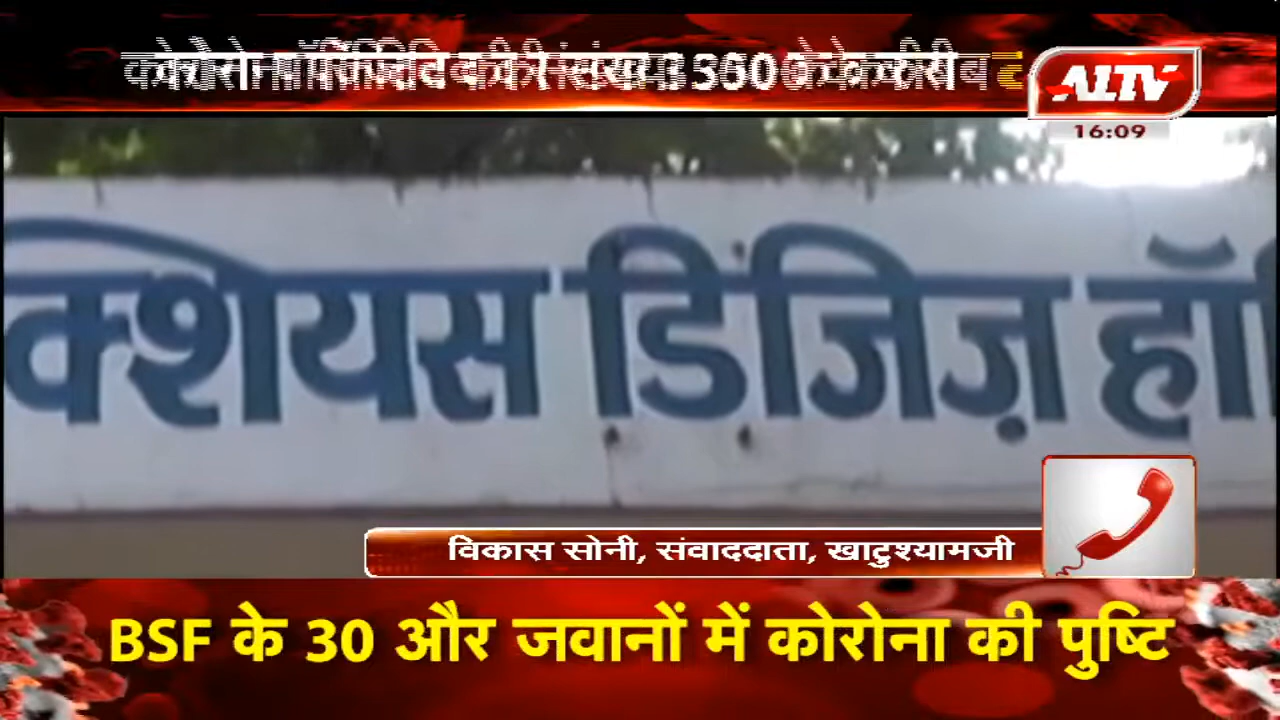 ALTV
16:09
क्शियस डिज़िज़ हॉ
विकास सोनी, संवाददाता, खाटुश्यामजी
BSF के 30 और जवानों में कोरोना की पुष्टि